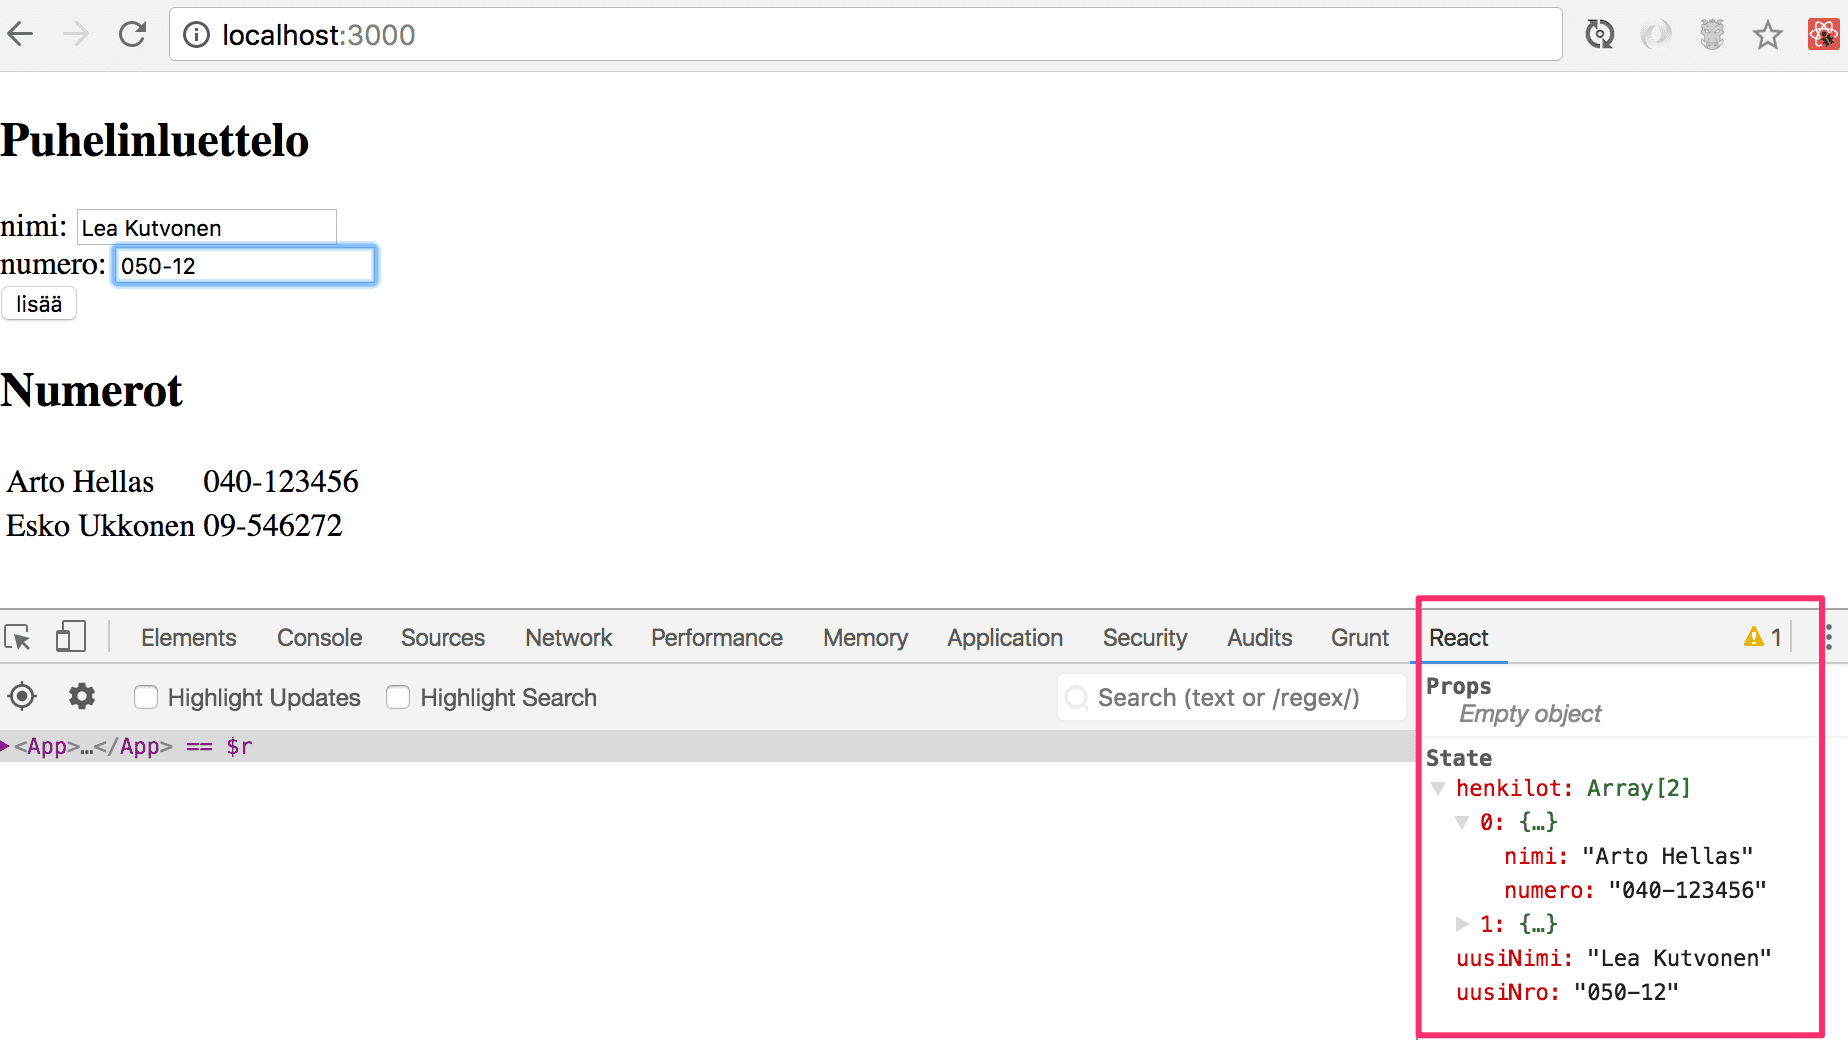 localhost:3000
Puhelinluettelo
nimi: Lea Kutvonen
numero: 050-12
lisää
Numerot
Arto Hellas 040-123456
Esko Ukkonen 09-546272
Elements Console Sources Network Performance Memory Application Security Audits Grunt React 1
Highlight Updates Highlight Search Search (text or /regex/)
<App>…</App> == $r
Props
Empty object
State
henkilot: Array[2]
0: {…}
nimi: "Arto Hellas"
numero: "040-123456"
1: {…}
uusiNimi: "Lea Kutvonen"
uusiNro: "050-12"